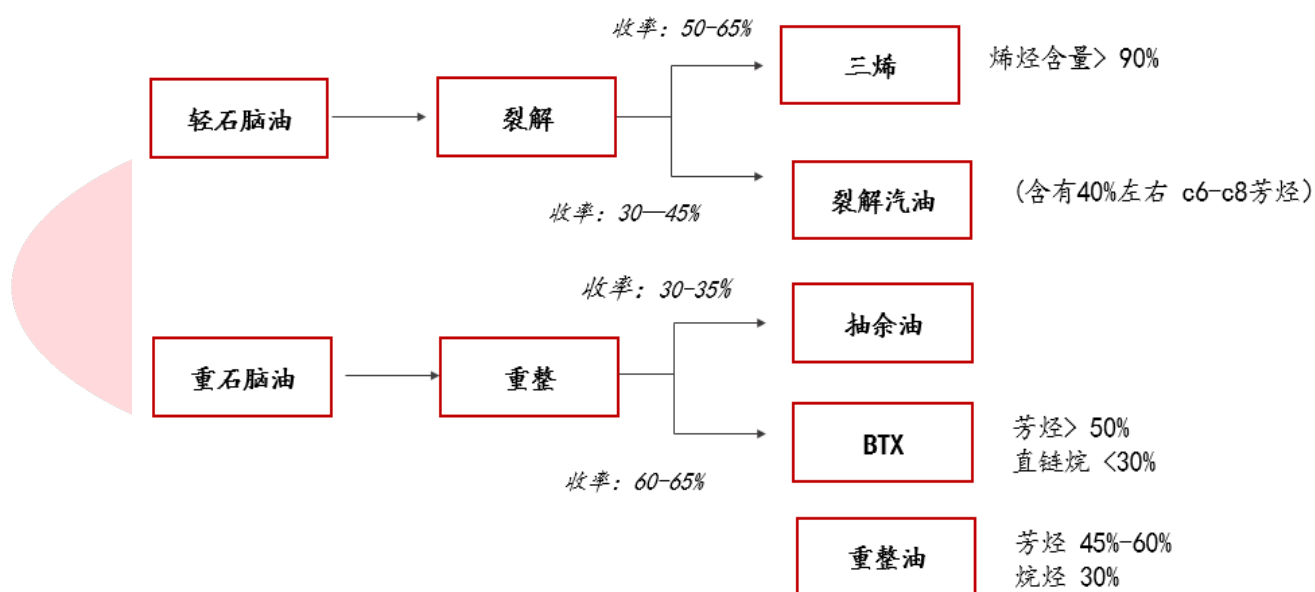 收率: 50-65%
三烯
烯烃含量> 90%
轻石脑油
裂解
裂解汽油
(含有40%左右 c6-c8芳烃)
收率: 30—45%
收率: 30-35%
抽余油
重石脑油
重整
BTX
芳烃> 50%
直链烷 <30%
收率: 60-65%
重整油
芳烃 45%-60%
烷烃 30%